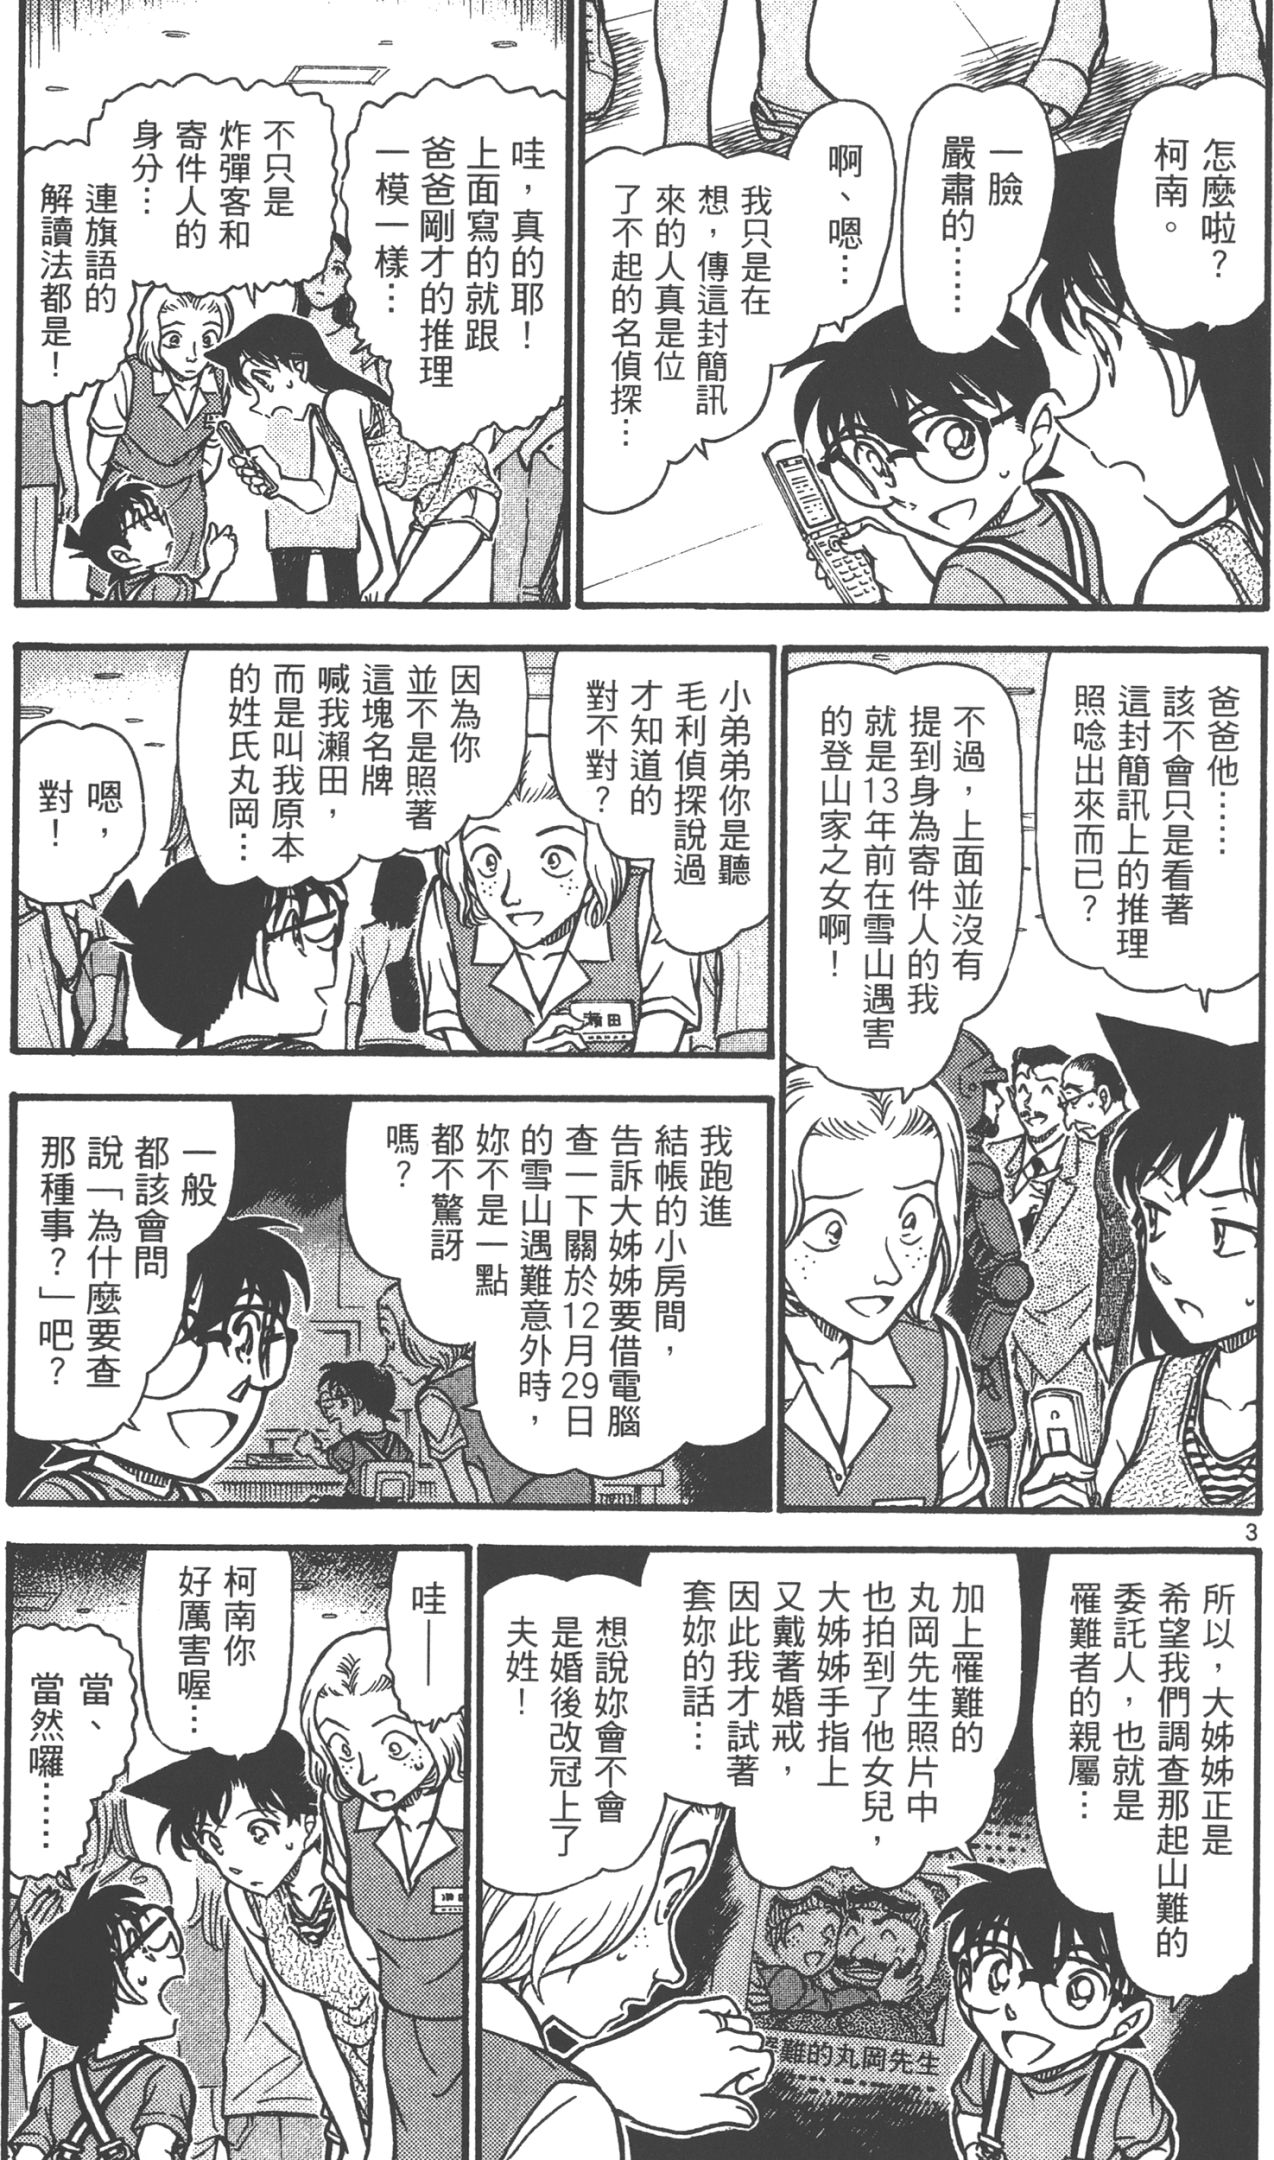 怎麼啦？
柯南。
一臉
嚴肅的……
啊、嗯…
我只是在
想，傳這封簡訊
來的人真是位
了不起的名偵探…
哇，真的耶！
上面寫的就跟
爸爸剛才的推理
一模一樣…
不只是
炸彈客和
寄件人的
身分…
連旗語的
解讀法都是！
爸爸他……
該不會只是看著
這封簡訊上的推理
照唸出來而已？
不過，上面並沒有
提到身為寄件人的我
就是13年前在雪山遇害
的登山家之女啊！
小弟弟你是聽
毛利偵探說過
才知道的
對不對？
因為你
並不是照著
這塊名牌
喊我瀨田，
而是叫我原本
的姓氏丸岡…
嗯，
對！
瀨田
我跑進
結帳的小房間，
告訴大姊姊要借電腦
查一下關於12月29日
的雪山遇難意外時，
妳不是一點
都不驚訝
嗎？
一般
都該會問
說「為什麼要查
那種事？」吧？
3
所以，大姊姊正是
希望我們調查那起山難的
委託人，也就是
罹難者的親屬…
加上罹難的
丸岡先生照片中
也拍到了他女兒，
大姊姊手指上
又戴著婚戒，
因此我才試著
套妳的話…
想說妳會不會
是婚後改冠上了
夫姓！
難的丸岡先生
哇——
柯南你
好厲害喔…
當、
當然囉……